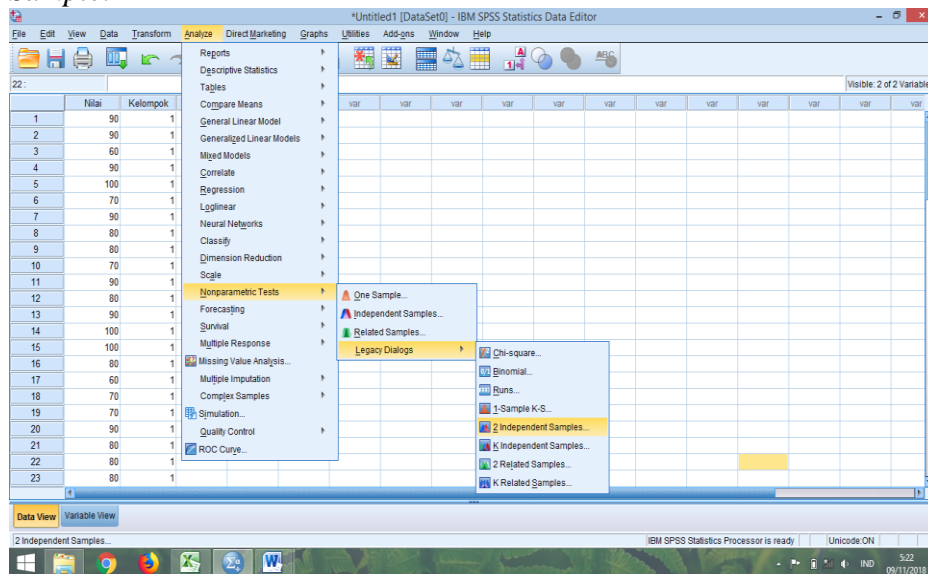 *Untitled1 [DataSet0] - IBM SPSS Statistics Data Editor
File Edit View Data Transform Analyze Direct Marketing Graphs Utilities Add-ons Window Help
22 :
Visible: 2 of 2 Variable
Nilai Kelompok var var var var var var var var var var
1 90 1
2 90 1
3 60 1
4 90 1
5 100 1
6 70 1
7 90 1
8 80 1
9 80 1
10 70 1
11 90 1
12 80 1
13 90 1
14 100 1
15 100 1
16 80 1
17 60 1
18 70 1
19 70 1
20 90 1
21 80 1
22 80 1
23 80 1
Reports
Descriptive Statistics
Tables
Compare Means
General Linear Model
Generalized Linear Models
Mixed Models
Correlate
Regression
Loglinear
Neural Networks
Classify
Dimension Reduction
Scale
Nonparametric Tests
Forecasting
Survival
Multiple Response
Missing Value Analysis...
Multiple Imputation
Complex Samples
Simulation...
Quality Control
ROC Curve...
One Sample...
Independent Samples...
Related Samples...
Legacy Dialogs
Chi-square...
Binomial...
Runs...
1-Sample K-S...
2 Independent Samples...
K Independent Samples...
2 Related Samples...
K Related Samples...
Data View Variable View
2 Independent Samples...
IBM SPSS Statistics Processor is ready
Unicode:ON
IND
5:22
09/11/2018